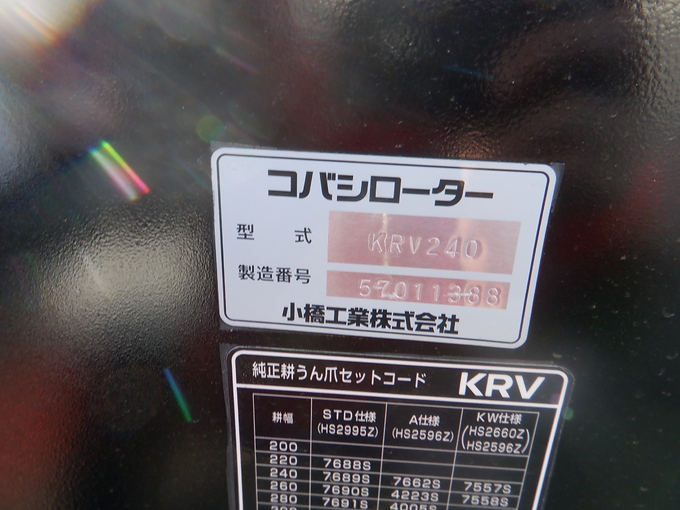 コバシローター
型 式 KRV240
製造番号 57011388
小橋工業株式会社
純正耕うん爪セットコード KRV
耕幅 STD仕様 (HS2995Z) A仕様 (HS2596Z) KW仕様 (HS2660Z HS2596Z)
200
220 7688S
240 7689S 7662S 7557S
260 7690S 4223S 7558S
280 7691S 4005S